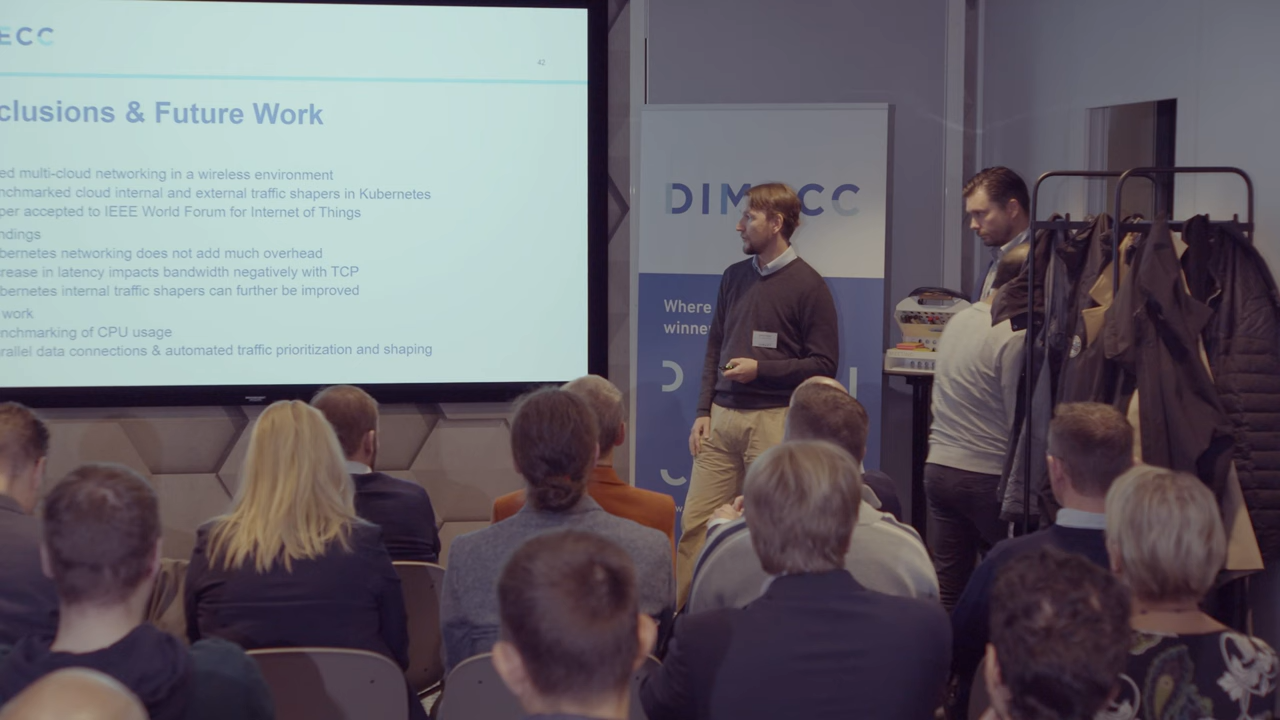 ECC
42
clusions & Future Work
ed multi-cloud networking in a wireless environment
nchmarked cloud internal and external traffic shapers in Kubernetes
per accepted to IEEE World Forum for Internet of Things
ndings
bernetes networking does not add much overhead
crease in latency impacts bandwidth negatively with TCP
bernetes internal traffic shapers can further be improved
work
nchmarking of CPU usage
rallel data connections & automated traffic prioritization and shaping
DIM CC
Where
winne